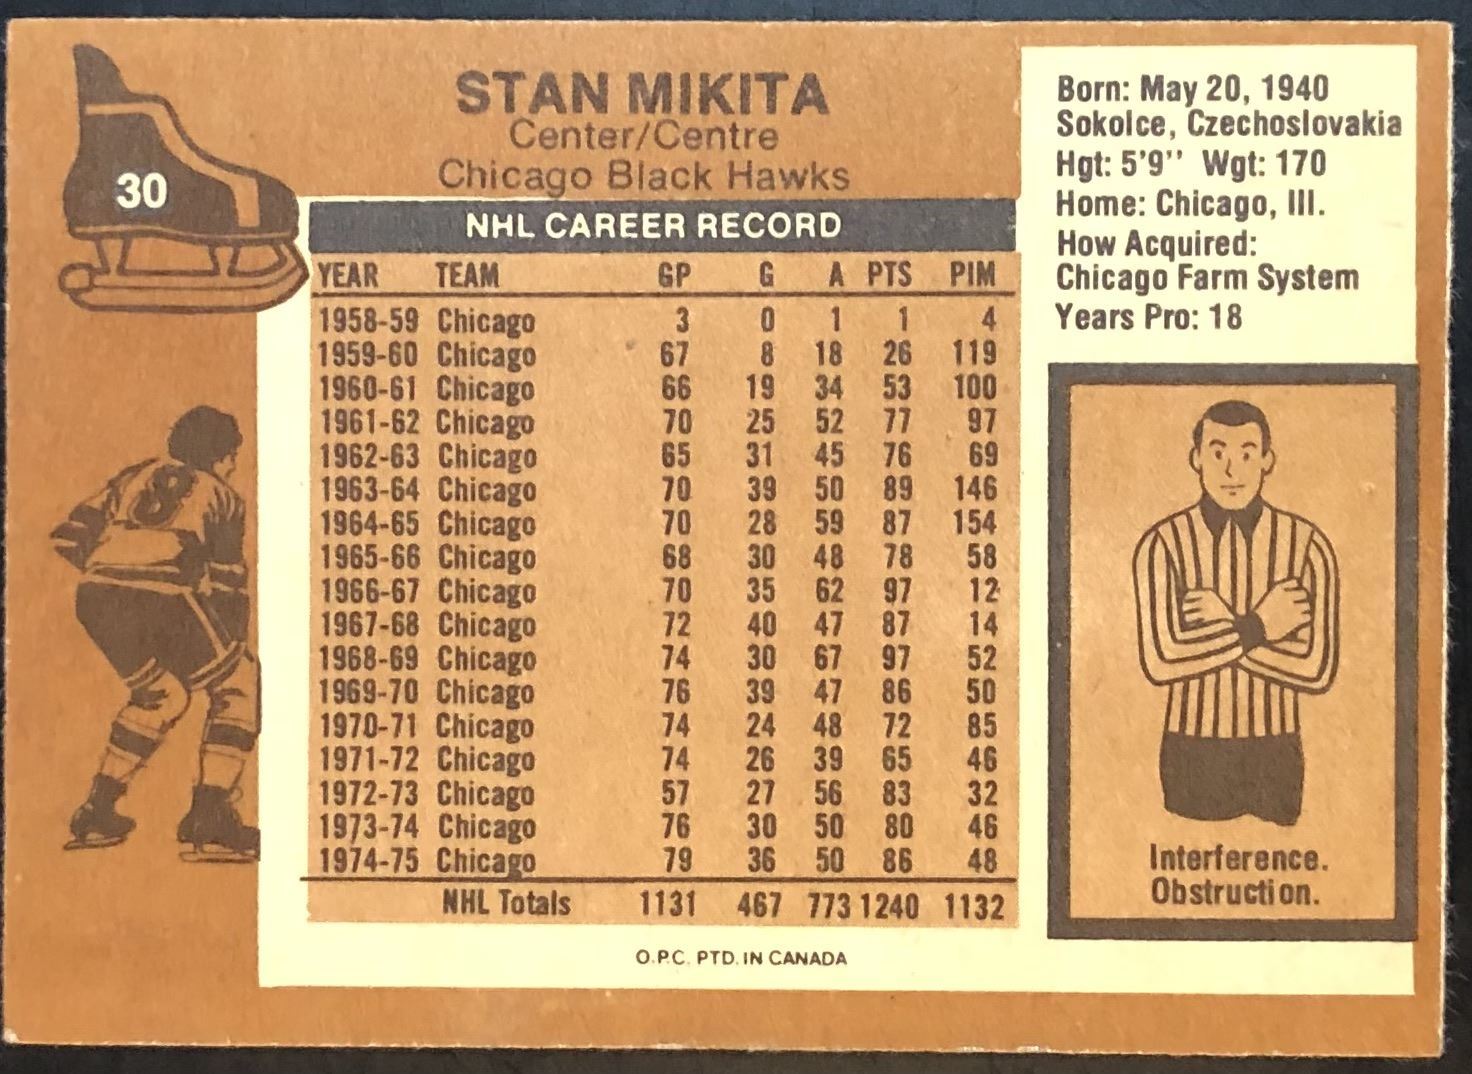 30
STAN MIKITA
Center/Centre
Chicago Black Hawks
NHL CAREER RECORD
YEAR TEAM GP G A PTS PIM
1958-59 Chicago 3 0 1 1 4
1959-60 Chicago 67 8 18 26 119
1960-61 Chicago 66 19 34 53 100
1961-62 Chicago 70 25 52 77 97
1962-63 Chicago 65 31 45 76 69
1963-64 Chicago 70 39 50 89 146
1964-65 Chicago 70 28 59 87 154
1965-66 Chicago 68 30 48 78 58
1966-67 Chicago 70 35 62 97 12
1967-68 Chicago 72 40 47 87 14
1968-69 Chicago 74 30 67 97 52
1969-70 Chicago 76 39 47 86 50
1970-71 Chicago 74 24 48 72 85
1971-72 Chicago 74 26 39 65 46
1972-73 Chicago 57 27 56 83 32
1973-74 Chicago 76 30 50 80 46
1974-75 Chicago 79 36 50 86 48
NHL Totals 1131 467 773 1240 1132
O.P.C. PTD. IN CANADA
Born: May 20, 1940
Sokolce, Czechoslovakia
Hgt: 5'9" Wgt: 170
Home: Chicago, Ill.
How Acquired:
Chicago Farm System
Years Pro: 18
Interference.
Obstruction.
8